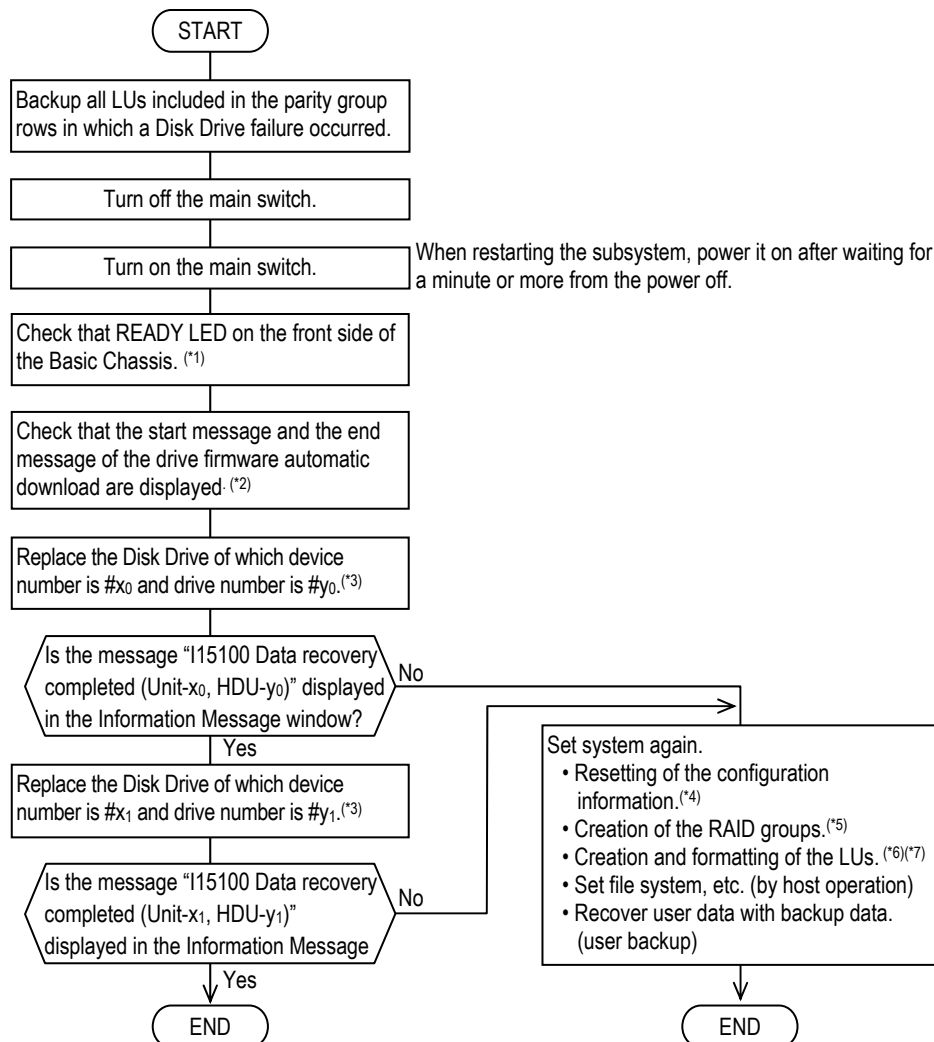 START
Backup all LUs included in the parity group
rows in which a Disk Drive failure occurred.
Turn off the main switch.
Turn on the main switch.
When restarting the subsystem, power it on after waiting for
a minute or more from the power off.
Check that READY LED on the front side of
the Basic Chassis. (*1)
Check that the start message and the end
message of the drive firmware automatic
download are displayed. (*2)
Replace the Disk Drive of which device
number is #x0 and drive number is #y0.(*3)
Is the message “I15100 Data recovery
completed (Unit-x0, HDU-y0)” displayed
in the Information Message window?
No
Yes
Replace the Disk Drive of which device
number is #x1 and drive number is #y1.(*3)
Is the message “I15100 Data recovery
completed (Unit-x1, HDU-y1)”
displayed in the Information Message
No
Yes
END
Set system again.
• Resetting of the configuration
information.(*4)
• Creation of the RAID groups.(*5)
• Creation and formatting of the LUs. (*6)(*7)
• Set file system, etc. (by host operation)
• Recover user data with backup data.
(user backup)
END